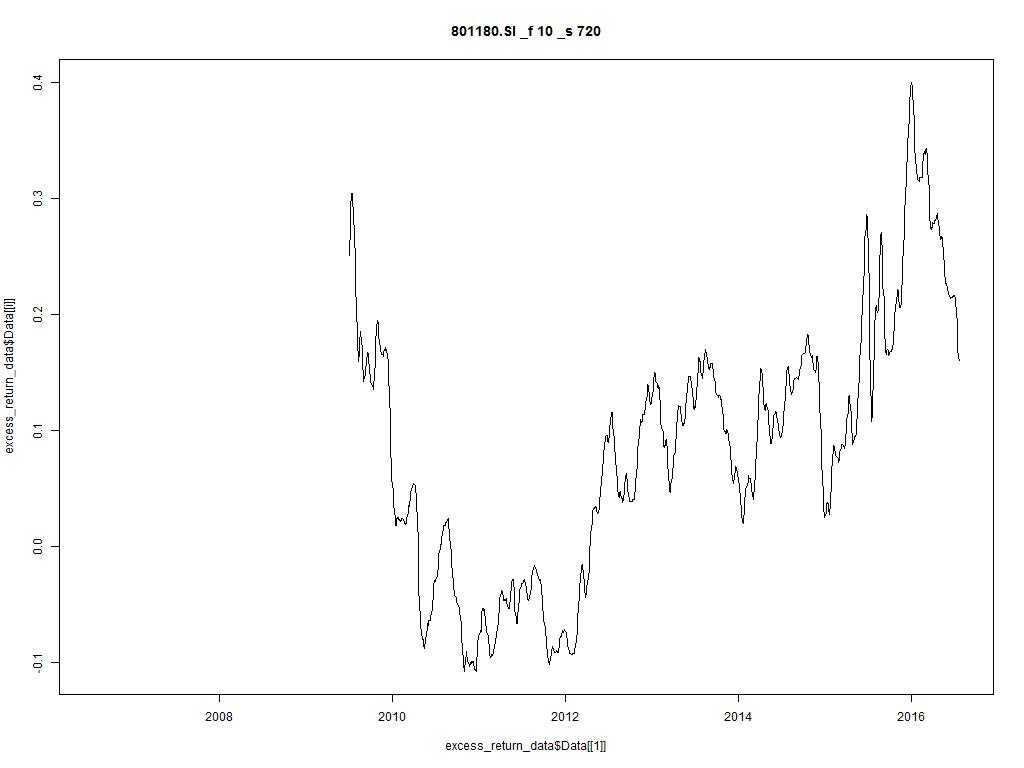 801180.SI _f 10 _s 720
excess_return_data$Data[[i]]
0.4
0.3
0.2
0.1
0.0
-0.1
2008 2010 2012 2014 2016
excess_return_data$Data[[1]]